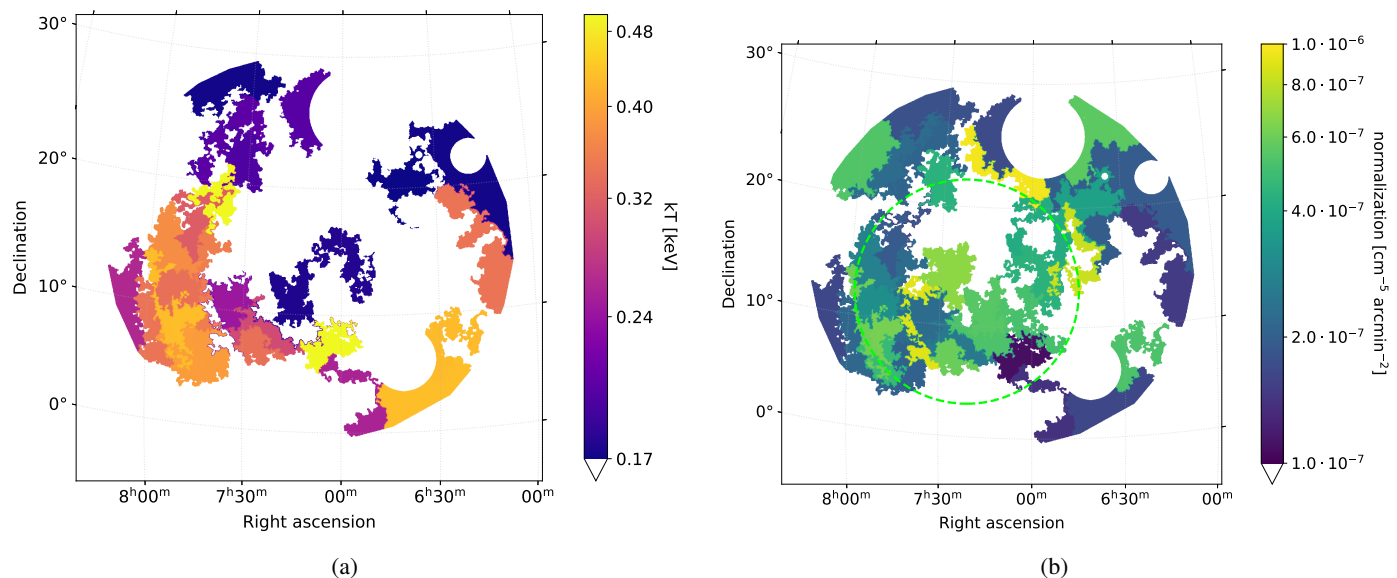 30°
20°
10°
0°
Declination
8ʰ00ᵐ
7ʰ30ᵐ
00ᵐ
6ʰ30ᵐ
00ᵐ
Right ascension
0.48
0.40
0.32
0.24
0.17
kT [keV]
(a)
30°
20°
10°
0°
Declination
8ʰ00ᵐ
7ʰ30ᵐ
00ᵐ
6ʰ30ᵐ
00ᵐ
Right ascension
1.0 · 10⁻⁶
8.0 · 10⁻⁷
6.0 · 10⁻⁷
4.0 · 10⁻⁷
2.0 · 10⁻⁷
1.0 · 10⁻⁷
normalization [cm⁻⁵ arcmin⁻²]
(b)